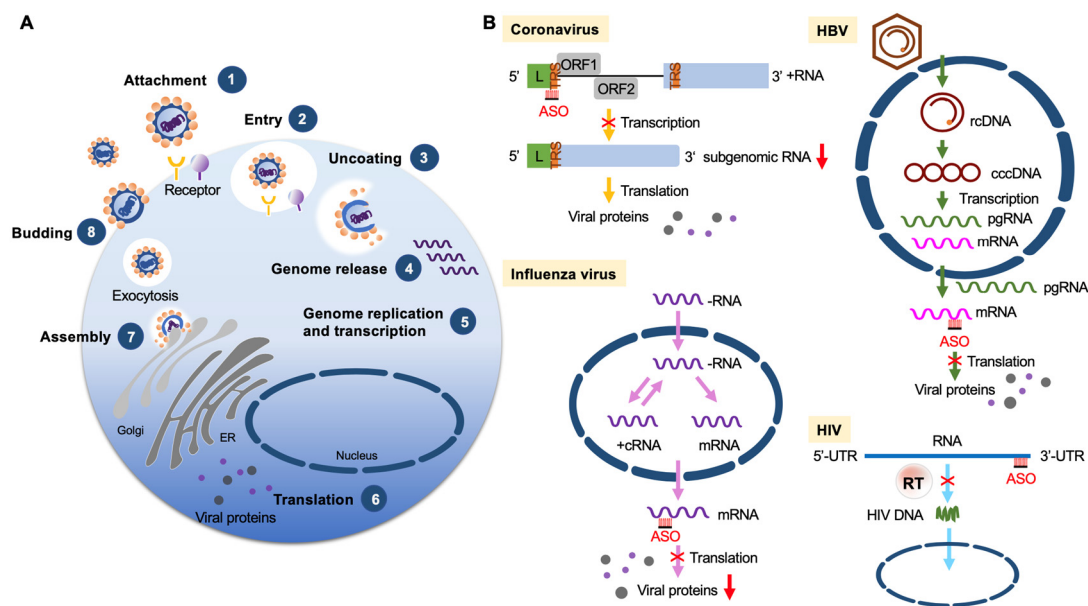 A
Attachment 1
Entry 2
Uncoating 3
Receptor
Budding 8
Genome release 4
Exocytosis
Genome replication
and transcription 5
Assembly 7
Golgi
ER
Nucleus
Translation 6
Viral proteins
B
Coronavirus
5' L TRS ORF1 ORF2 TRS 3' +RNA
ASO
Transcription
5' L TRS 3' subgenomic RNA
Translation
Viral proteins
Influenza virus
-RNA
-RNA
+cRNA mRNA
mRNA
ASO
Translation
Viral proteins
HBV
rcDNA
cccDNA
Transcription
pgRNA
mRNA
pgRNA
mRNA
ASO
Translation
Viral proteins
HIV
RNA
5'-UTR 3'-UTR
ASO
RT
HIV DNA